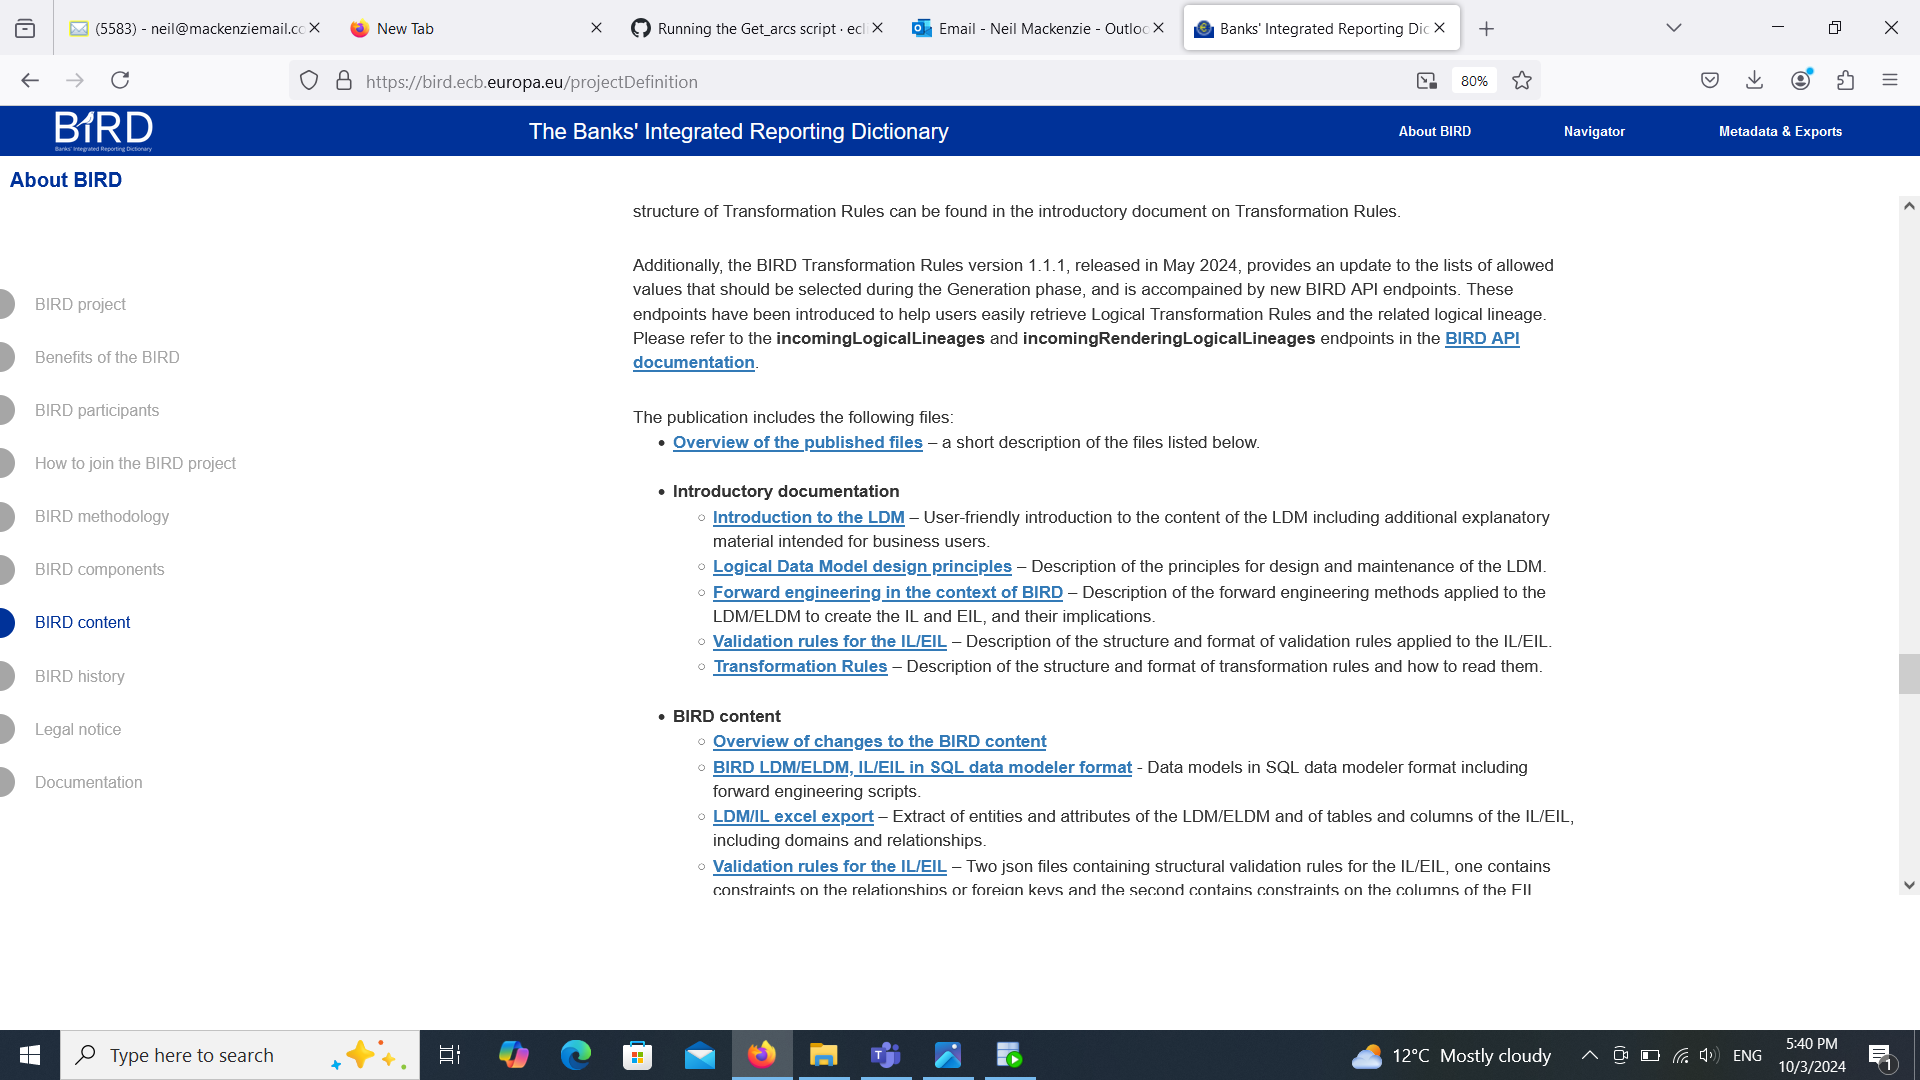 (5583) - neil@mackenziemail.co
New Tab
Running the Get_arcs script · ecl
Email - Neil Mackenzie - Outloo
Banks' Integrated Reporting Dic
https://bird.ecb.europa.eu/projectDefinition
80%
BIRD
Banks' Integrated Reporting Dictionary
The Banks' Integrated Reporting Dictionary
About BIRD
Navigator
Metadata & Exports
About BIRD
BIRD project
Benefits of the BIRD
BIRD participants
How to join the BIRD project
BIRD methodology
BIRD components
BIRD content
BIRD history
Legal notice
Documentation
structure of Transformation Rules can be found in the introductory document on Transformation Rules.
Additionally, the BIRD Transformation Rules version 1.1.1, released in May 2024, provides an update to the lists of allowed
values that should be selected during the Generation phase, and is accompained by new BIRD API endpoints. These
endpoints have been introduced to help users easily retrieve Logical Transformation Rules and the related logical lineage.
Please refer to the incomingLogicalLineages and incomingRenderingLogicalLineages endpoints in the BIRD API
documentation.
The publication includes the following files:
• Overview of the published files – a short description of the files listed below.
• Introductory documentation
○ Introduction to the LDM – User-friendly introduction to the content of the LDM including additional explanatory
material intended for business users.
○ Logical Data Model design principles – Description of the principles for design and maintenance of the LDM.
○ Forward engineering in the context of BIRD – Description of the forward engineering methods applied to the
LDM/ELDM to create the IL and EIL, and their implications.
○ Validation rules for the IL/EIL – Description of the structure and format of validation rules applied to the IL/EIL.
○ Transformation Rules – Description of the structure and format of transformation rules and how to read them.
• BIRD content
○ Overview of changes to the BIRD content
○ BIRD LDM/ELDM, IL/EIL in SQL data modeler format - Data models in SQL data modeler format including
forward engineering scripts.
○ LDM/IL excel export – Extract of entities and attributes of the LDM/ELDM and of tables and columns of the IL/EIL,
including domains and relationships.
○ Validation rules for the IL/EIL – Two json files containing structural validation rules for the IL/EIL, one contains
constraints on the relationships or foreign keys and the second contains constraints on the columns of the EIL
Type here to search
12°C Mostly cloudy
ENG
5:40 PM
10/3/2024
1